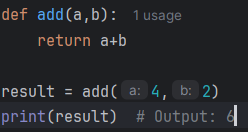 def add(a,b): 1 usage
    return a+b
result = add( a: 4, b: 2)
print(result)  # Output: 6